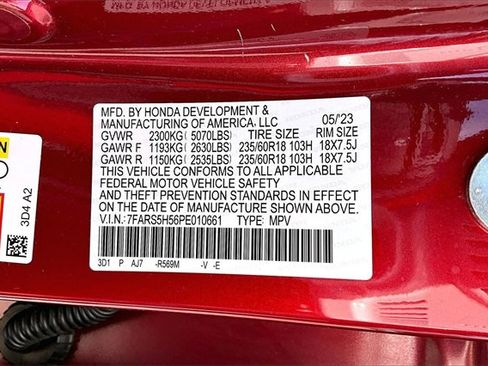 MFD. BY HONDA DEVELOPMENT &
MANUFACTURING OF AMERICA, LLC 05/'23
GVWR 2300KG (5070LBS) TIRE SIZE RIM SIZE
GAWR F 1193KG (2630LBS) 235/60R18 103H 18X7.5J
GAWR R 1150KG (2535LBS) 235/60R18 103H 18X7.5J
THIS VEHICLE CONFORMS TO ALL APPLICABLE
FEDERAL MOTOR VEHICLE SAFETY
AND THEFT PREVENTION STANDARDS IN EFFECT
ON THE DATE OF MANUFACTURE SHOWN ABOVE.
V.I.N.: 7FARS5H56PE010661 TYPE: MPV
3D1 P AJ7 -R569M -V -E
3D4 A2